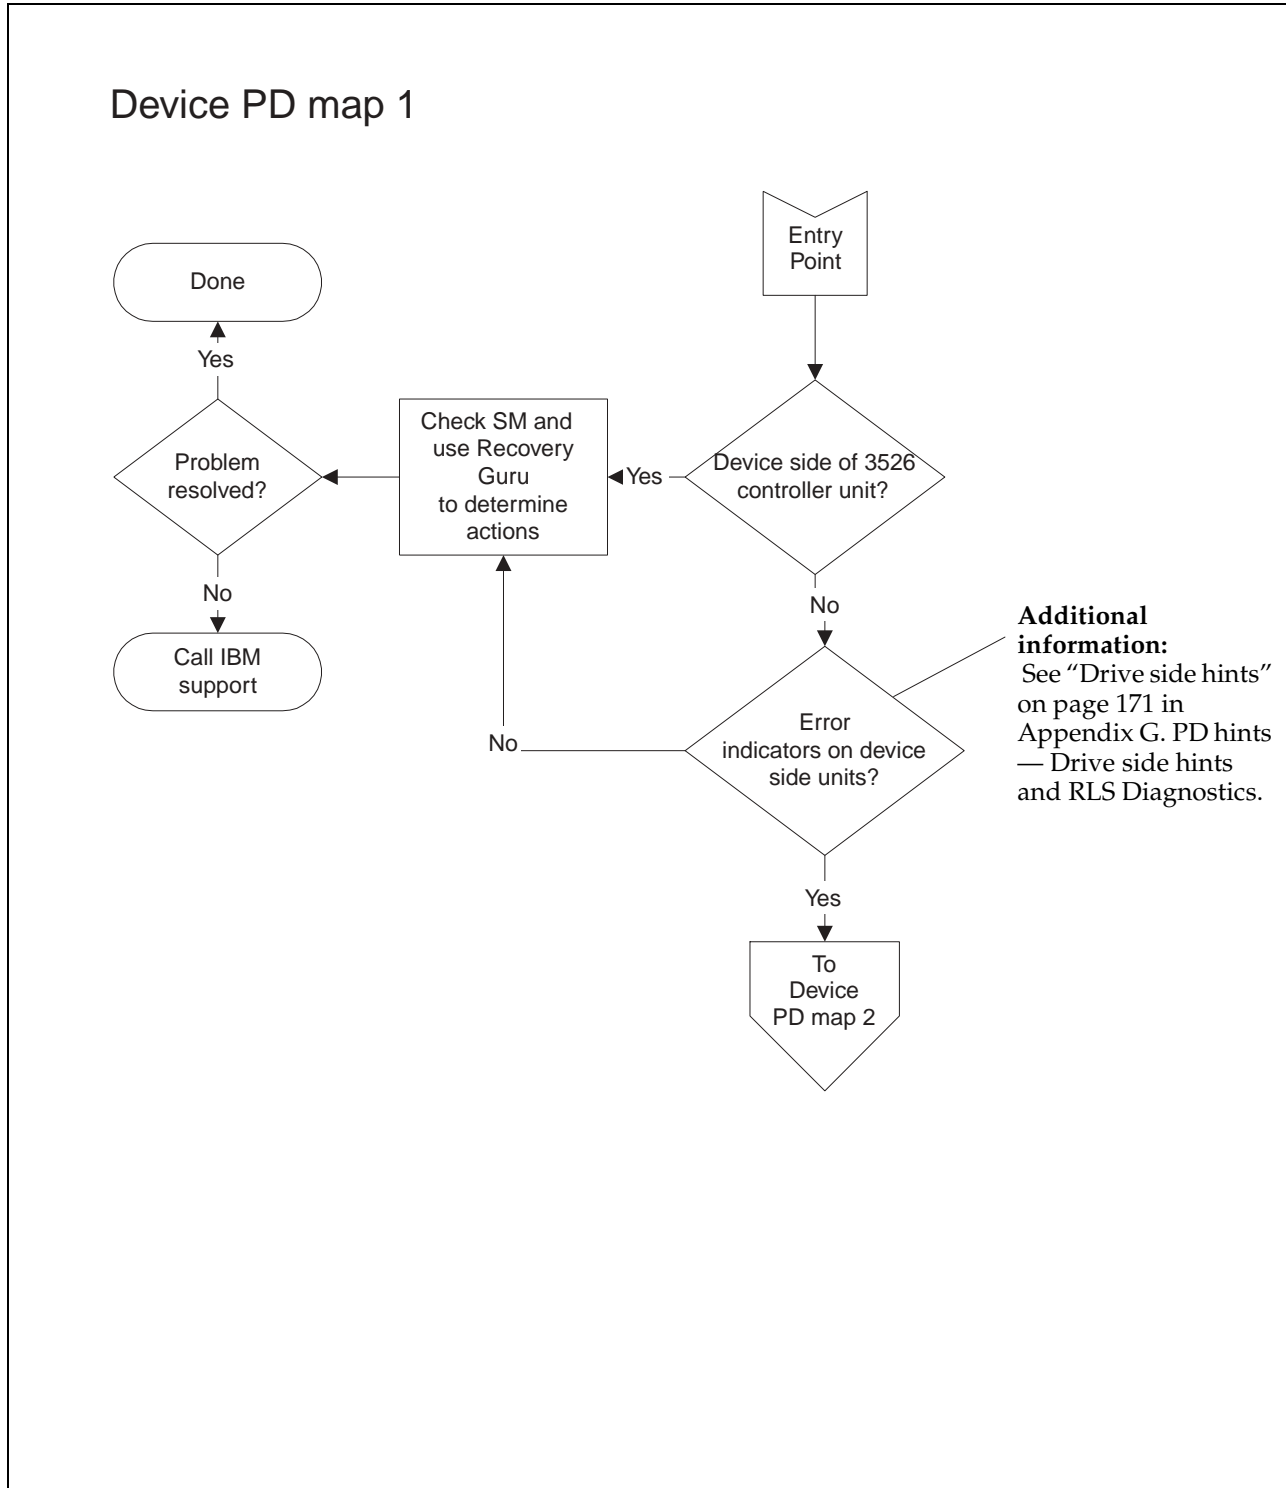 Device PD map 1
Entry
Point
Done
Yes
Problem
resolved?
Check SM and
use Recovery
Guru
to determine
actions
Yes
Device side of 3526
controller unit?
No
Call IBM
support
No
Additional
information:
See “Drive side hints”
on page 171 in
Appendix G. PD hints
— Drive side hints
and RLS Diagnostics.
Error
indicators on device
side units?
No
Yes
To
Device
PD map 2